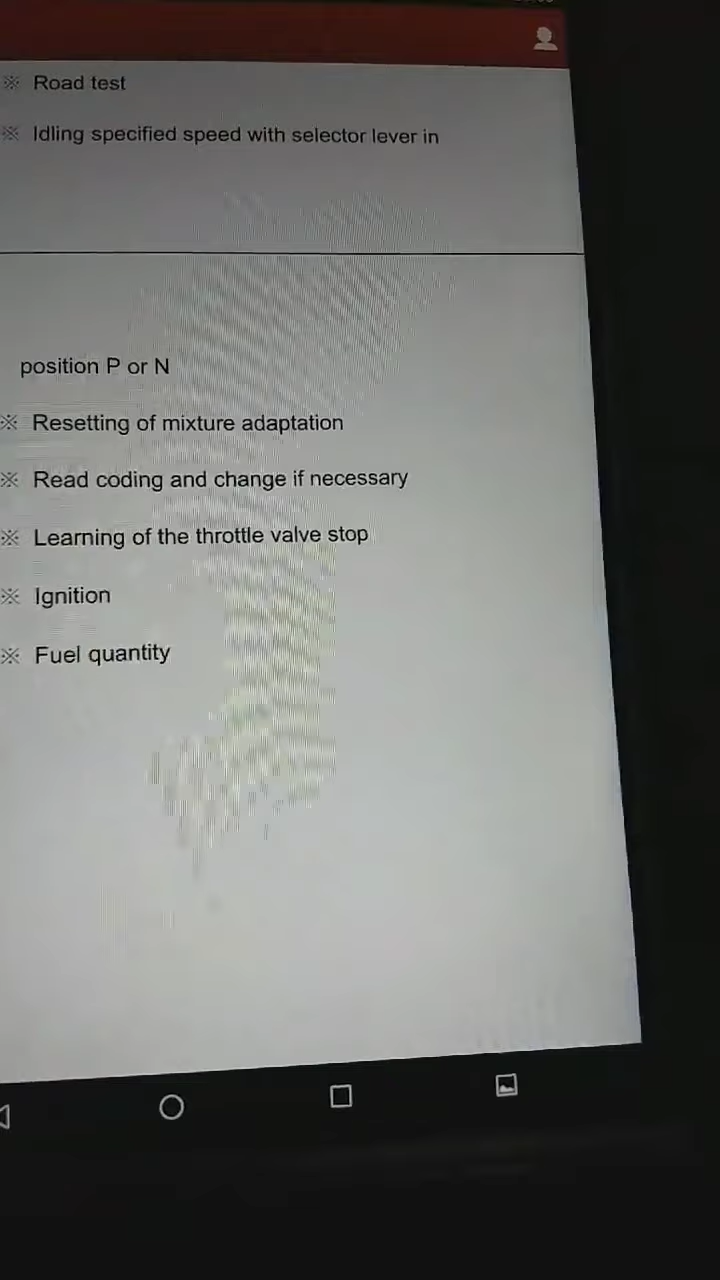 ※ Road test
※ Idling specified speed with selector lever in
position P or N
※ Resetting of mixture adaptation
※ Read coding and change if necessary
※ Learning of the throttle valve stop
※ Ignition
※ Fuel quantity